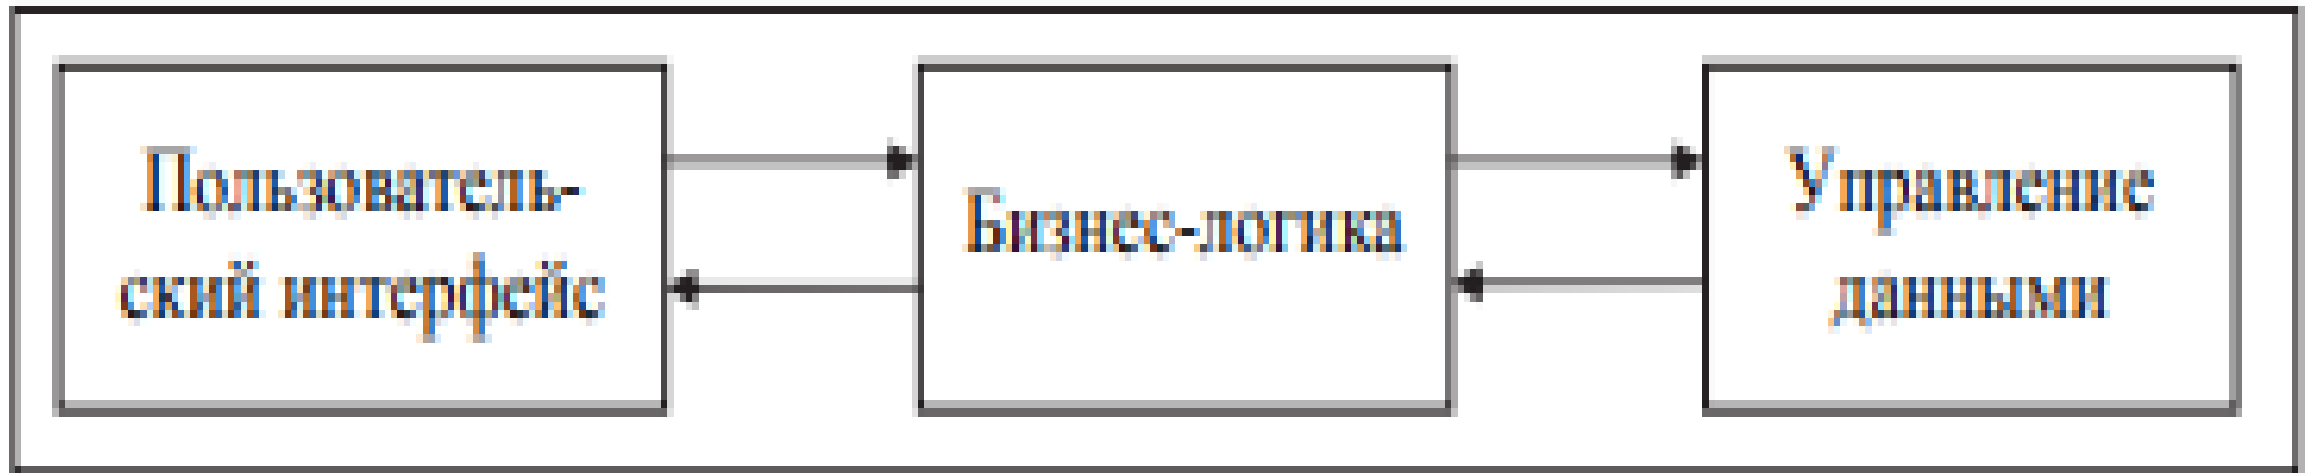 Пользователь-
ский интерфейс
Бизнес-логика
Управление
данными